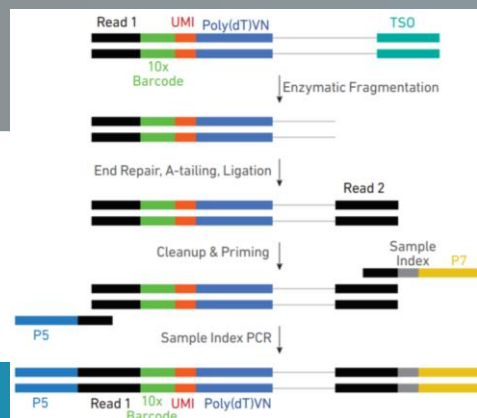 Read 1 UMI Poly(dT)VN TSO
10x
Barcode
Enzymatic Fragmentation
End Repair, A-tailing, Ligation
Read 2
Cleanup & Priming
Sample
Index P7
P5
Sample Index PCR
P5 Read 1 10x UMI Poly(dT)VN
Barcode